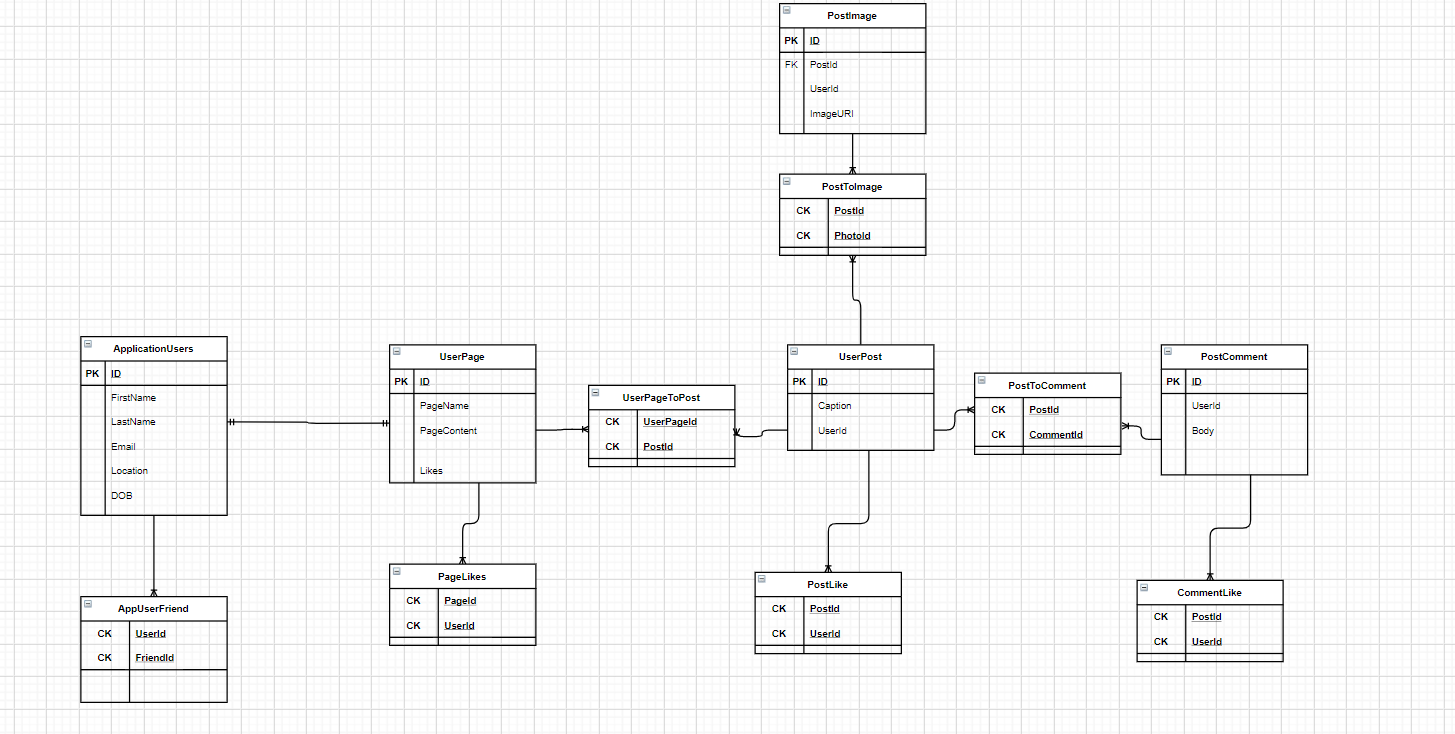 PostImage
PK ID
FK PostId
UserId
ImageURI
PostToImage
CK PostId
CK PhotoId
ApplicationUsers
PK ID
FirstName
LastName
Email
Location
DOB
UserPage
PK ID
PageName
PageContent
Likes
UserPageToPost
CK UserPageId
CK PostId
UserPost
PK ID
Caption
UserId
PostToComment
CK PostId
CK CommentId
PostComment
PK ID
UserId
Body
AppUserFriend
CK UserId
CK FriendId
PageLikes
CK PageId
CK UserId
PostLike
CK PostId
CK UserId
CommentLike
CK PostId
CK UserId